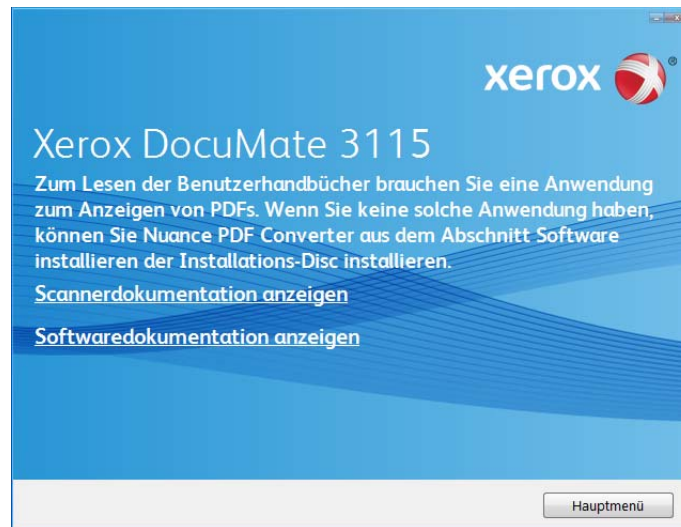 xerox ®
Xerox DocuMate 3115
Zum Lesen der Benutzerhandbücher brauchen Sie eine Anwendung
zum Anzeigen von PDFs. Wenn Sie keine solche Anwendung haben,
können Sie Nuance PDF Converter aus dem Abschnitt Software
installieren der Installations-Disc installieren.
Scannerdokumentation anzeigen
Softwaredokumentation anzeigen
Hauptmenü